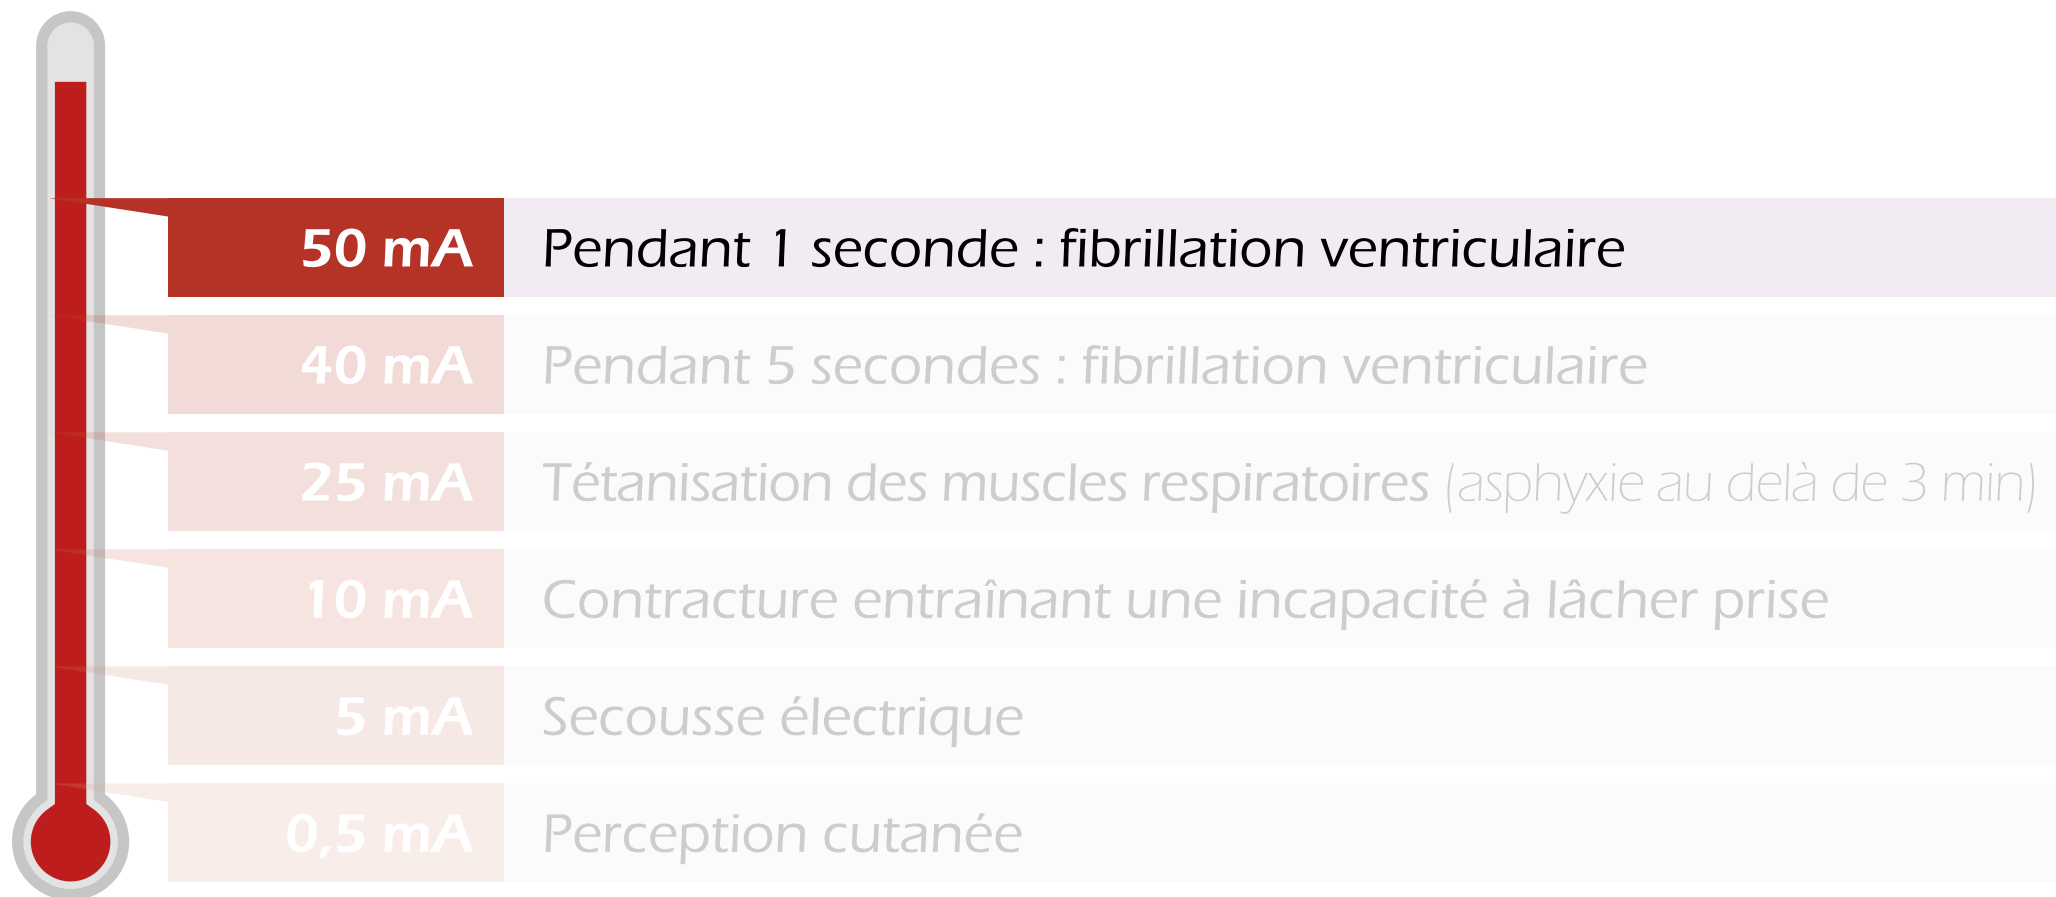 50 mA Pendant 1 seconde : fibrillation ventriculaire
40 mA Pendant 5 secondes : fibrillation ventriculaire
25 mA Tétanisation des muscles respiratoires (asphyxie au delà de 3 min)
10 mA Contracture entraînant une incapacité à lâcher prise
5 mA Secousse électrique
0,5 mA Perception cutanée